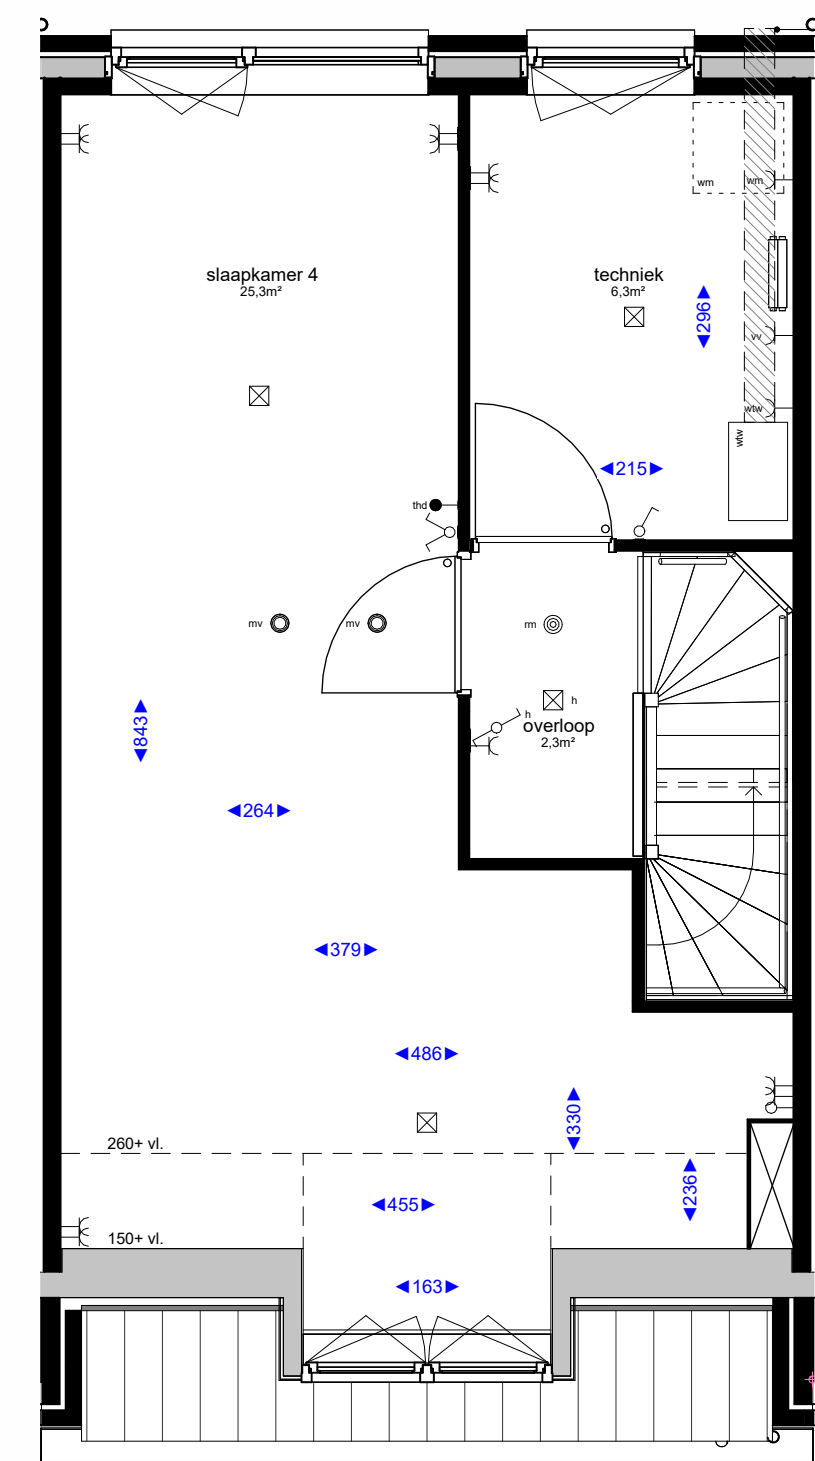 wm
wm
slaapkamer 4
25,3m²
techniek
6,3m²
296
vv
wtw
wtw
215
thd
mv
mv
rm
h
h
overloop
2,3m²
843
264
379
486
330
260+ vl.
236
455
150+ vl.
163